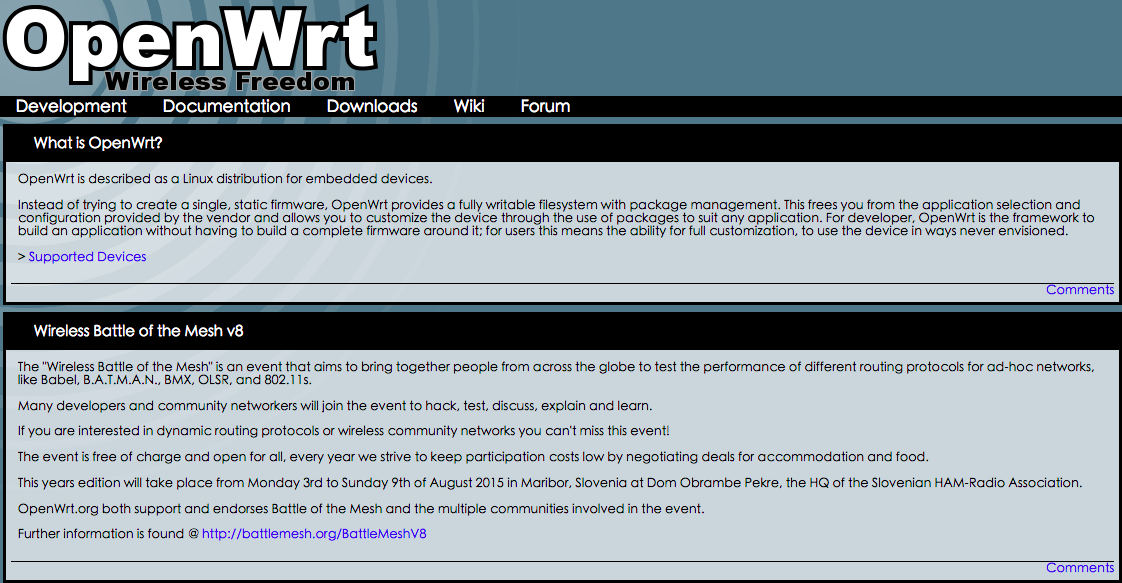 OpenWrt
Wireless Freedom
Development Documentation Downloads Wiki Forum
What is OpenWrt?
OpenWrt is described as a Linux distribution for embedded devices.
Instead of trying to create a single, static firmware, OpenWrt provides a fully writable filesystem with package management. This frees you from the application selection and
configuration provided by the vendor and allows you to customize the device through the use of packages to suit any application. For developer, OpenWrt is the framework to
build an application without having to build a complete firmware around it; for users this means the ability for full customization, to use the device in ways never envisioned.
> Supported Devices
Comments
Wireless Battle of the Mesh v8
The "Wireless Battle of the Mesh" is an event that aims to bring together people from across the globe to test the performance of different routing protocols for ad-hoc networks,
like Babel, B.A.T.M.A.N., BMX, OLSR, and 802.11s.
Many developers and community networkers will join the event to hack, test, discuss, explain and learn.
If you are interested in dynamic routing protocols or wireless community networks you can't miss this event!
The event is free of charge and open for all, every year we strive to keep participation costs low by negotiating deals for accommodation and food.
This years edition will take place from Monday 3rd to Sunday 9th of August 2015 in Maribor, Slovenia at Dom Obrambe Pekre, the HQ of the Slovenian HAM-Radio Association.
OpenWrt.org both support and endorses Battle of the Mesh and the multiple communities involved in the event.
Further information is found @ http://battlemesh.org/BattleMeshV8
Comments